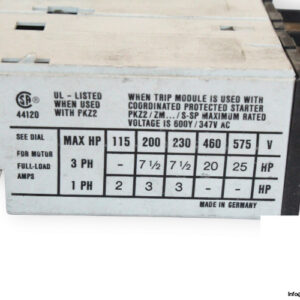 UL - LISTED
WHEN USED
WITH PKZ2
44120
WHEN TRIP MODULE IS USED WITH
COORDINATED PROTECTED STARTER
PKZ2/ZM.../S-SP MAXIMUM RATED
VOLTAGE IS 600Y/347V AC
SEE DIAL
FOR MOTOR
FULL-LOAD
AMPS
MAX HP 115 200 230 460 575 V
3 PH - 7 1/2 7 1/2 20 25 HP
1 PH 2 3 3 - - HP
MADE IN GERMANY